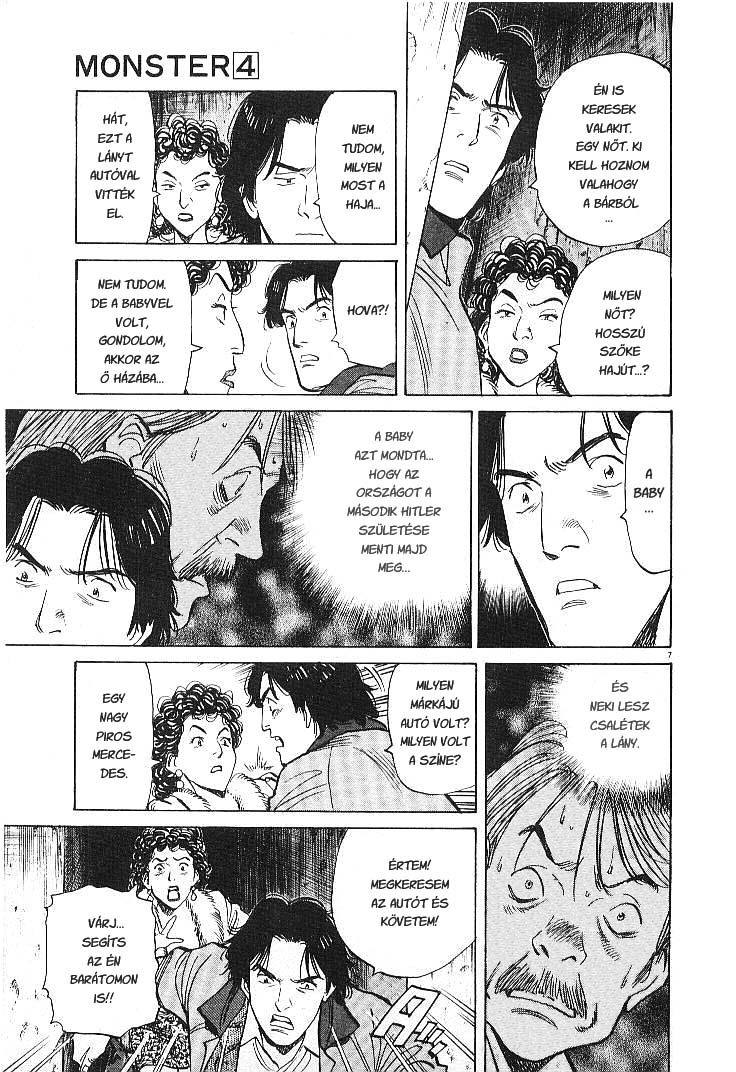 MONSTER 4
ÉN IS
KERESEK
VALAKIT.
EGY NŐT. KI
KELL HOZNOM
VALAHOGY
A BÁRBÓL
...
MILYEN
NŐT?
HOSSZÚ
SZŐKE
HAJÚT...?
NEM
TUDOM,
MILYEN
MOST A
HAJA...
HÁT,
EZT A
LÁNYT
AUTÓVAL
VITTÉK
EL.
HOVA?!
NEM TUDOM.
DE A BABYVEL
VOLT,
GONDOLOM,
AKKOR AZ
Ő HÁZÁBA...
A
BABY
...
A BABY
AZT MONDTA...
HOGY AZ
ORSZÁGOT A
MÁSODIK HITLER
SZÜLETÉSE
MENTI MAJD
MEG...
7
ÉS
NEKI LESZ
CSALÉTEK
A LÁNY.
MILYEN
MÁRKÁJÚ
AUTÓ VOLT?
MILYEN VOLT
A SZÍNE?
EGY
NAGY
PIROS
MERCE-
DES.
ÉRTEM!
MEGKERESEM
AZ AUTÓT ÉS
KÖVETEM!
VÁRJ...
SEGÍTS
AZ ÉN
BARÁTOMON
IS!!